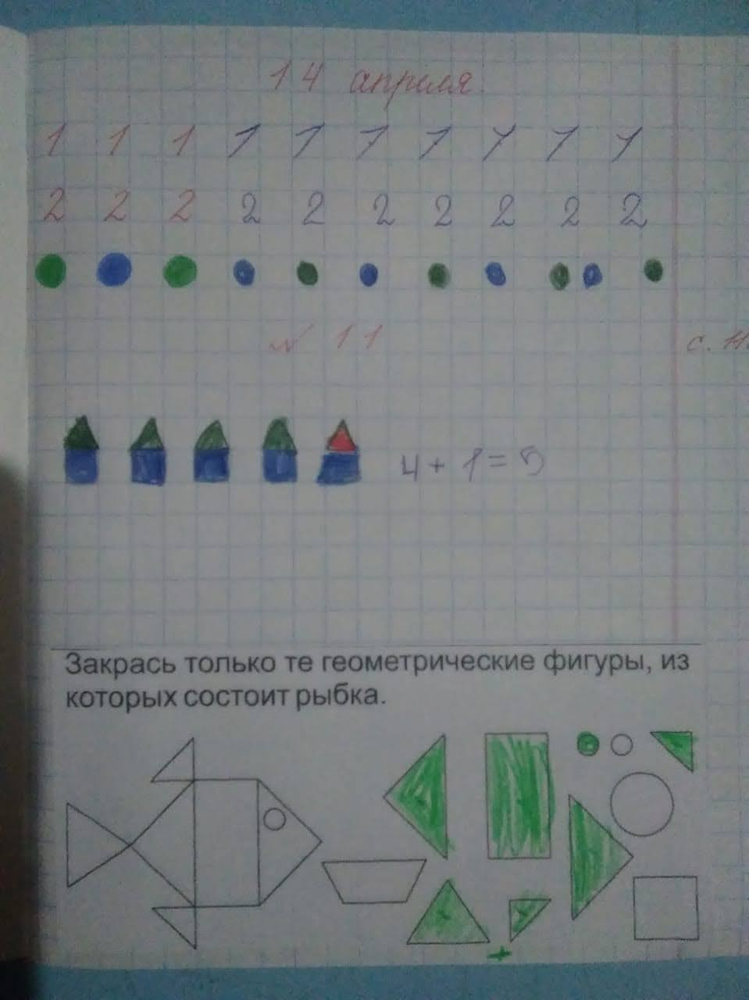 14 апреля
1 1 1 1 1 1 1 1 1 1
2 2 2 2 2 2 2 2 2 2
№ 11
4 + 1 = 5
Закрась только те геометрические фигуры, из
которых состоит рыбка.